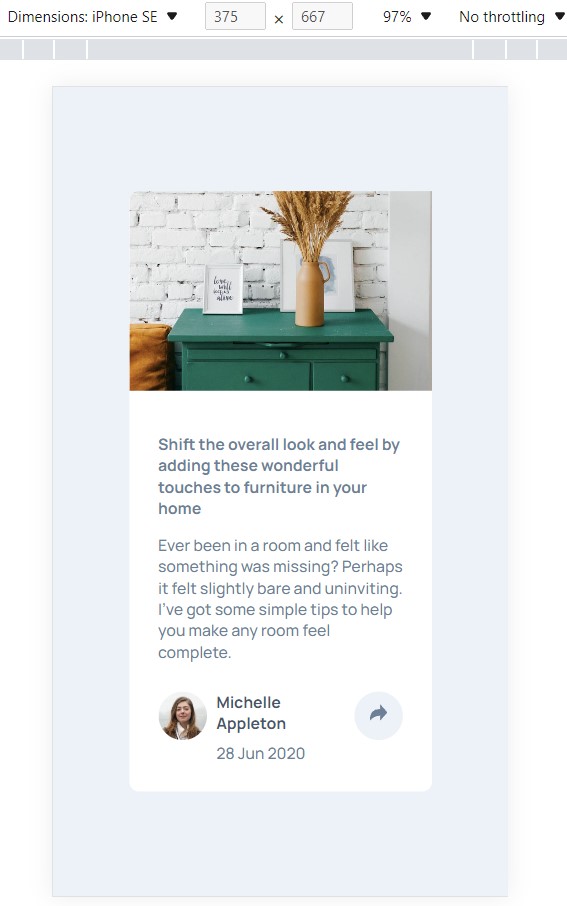 Dimensions: iPhone SE ▼ 375 × 667 97% ▼ No throttling ▼
love
Shift the overall look and feel by
adding these wonderful
touches to furniture in your
home
Ever been in a room and felt like
something was missing? Perhaps
it felt slightly bare and uninviting.
I’ve got some simple tips to help
you make any room feel
complete.
Michelle
Appleton
28 Jun 2020